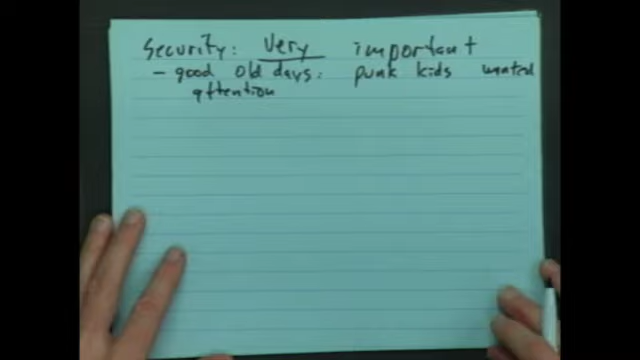 Security: Very important
- good old days: punk kids wanted
attention